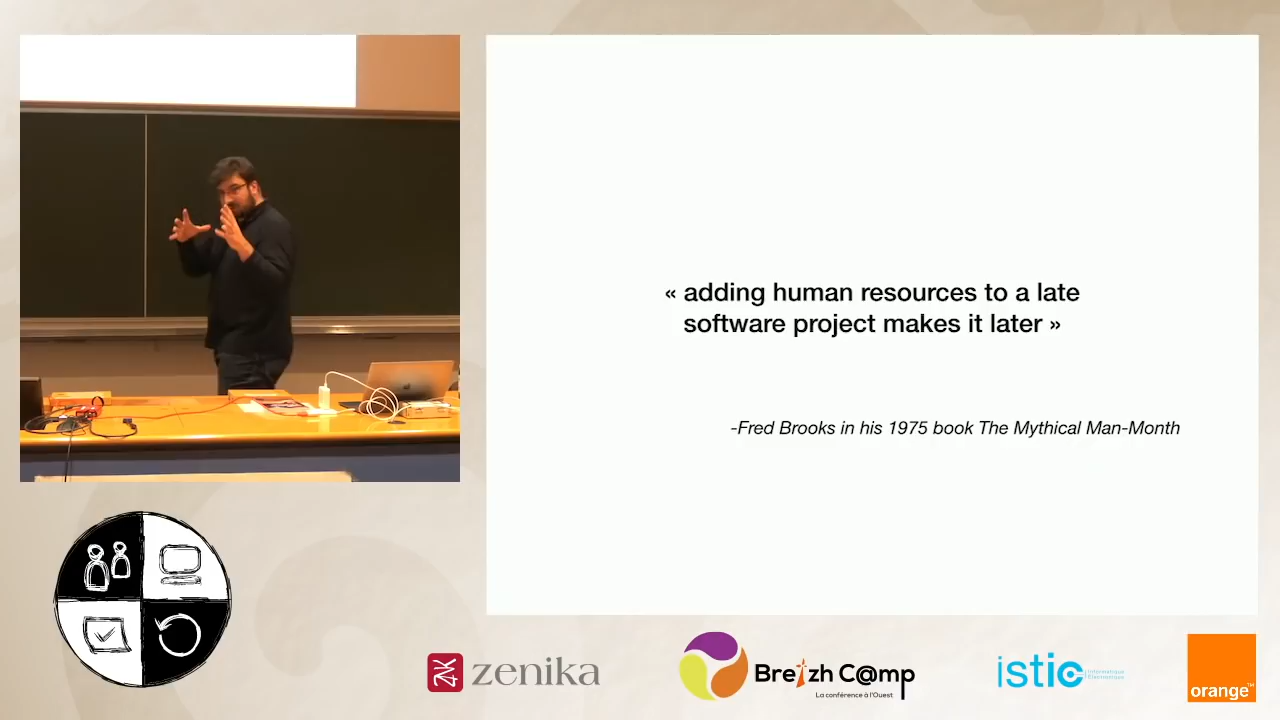 « adding human resources to a late
software project makes it later »
-Fred Brooks in his 1975 book The Mythical Man-Month
zenika
Breizh C@mp
La conférence à l'Ouest
istic
orange™